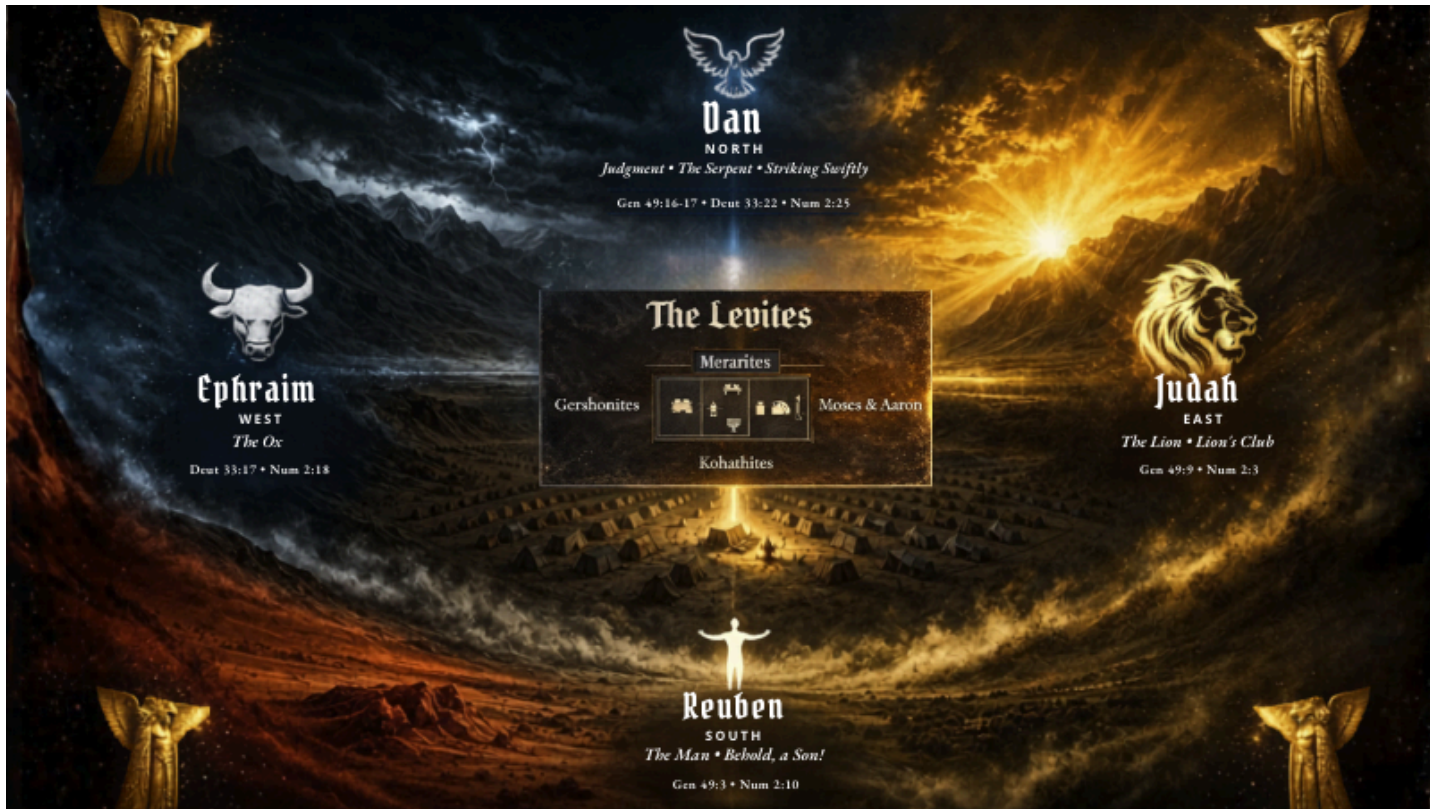 Dan
NORTH
Judgment • The Serpent • Striking Swiftly
Gen 49:16-17 • Deut 33:22 • Num 2:25
Ephraim
WEST
The Ox
Deut 33:17 • Num 2:18
The Levites
Merarites
Gershonites
Moses & Aaron
Kohathites
Judah
EAST
The Lion • Lion's Club
Gen 49:9 • Num 2:3
Reuben
SOUTH
The Man • Behold, a Son!
Gen 49:3 • Num 2:10